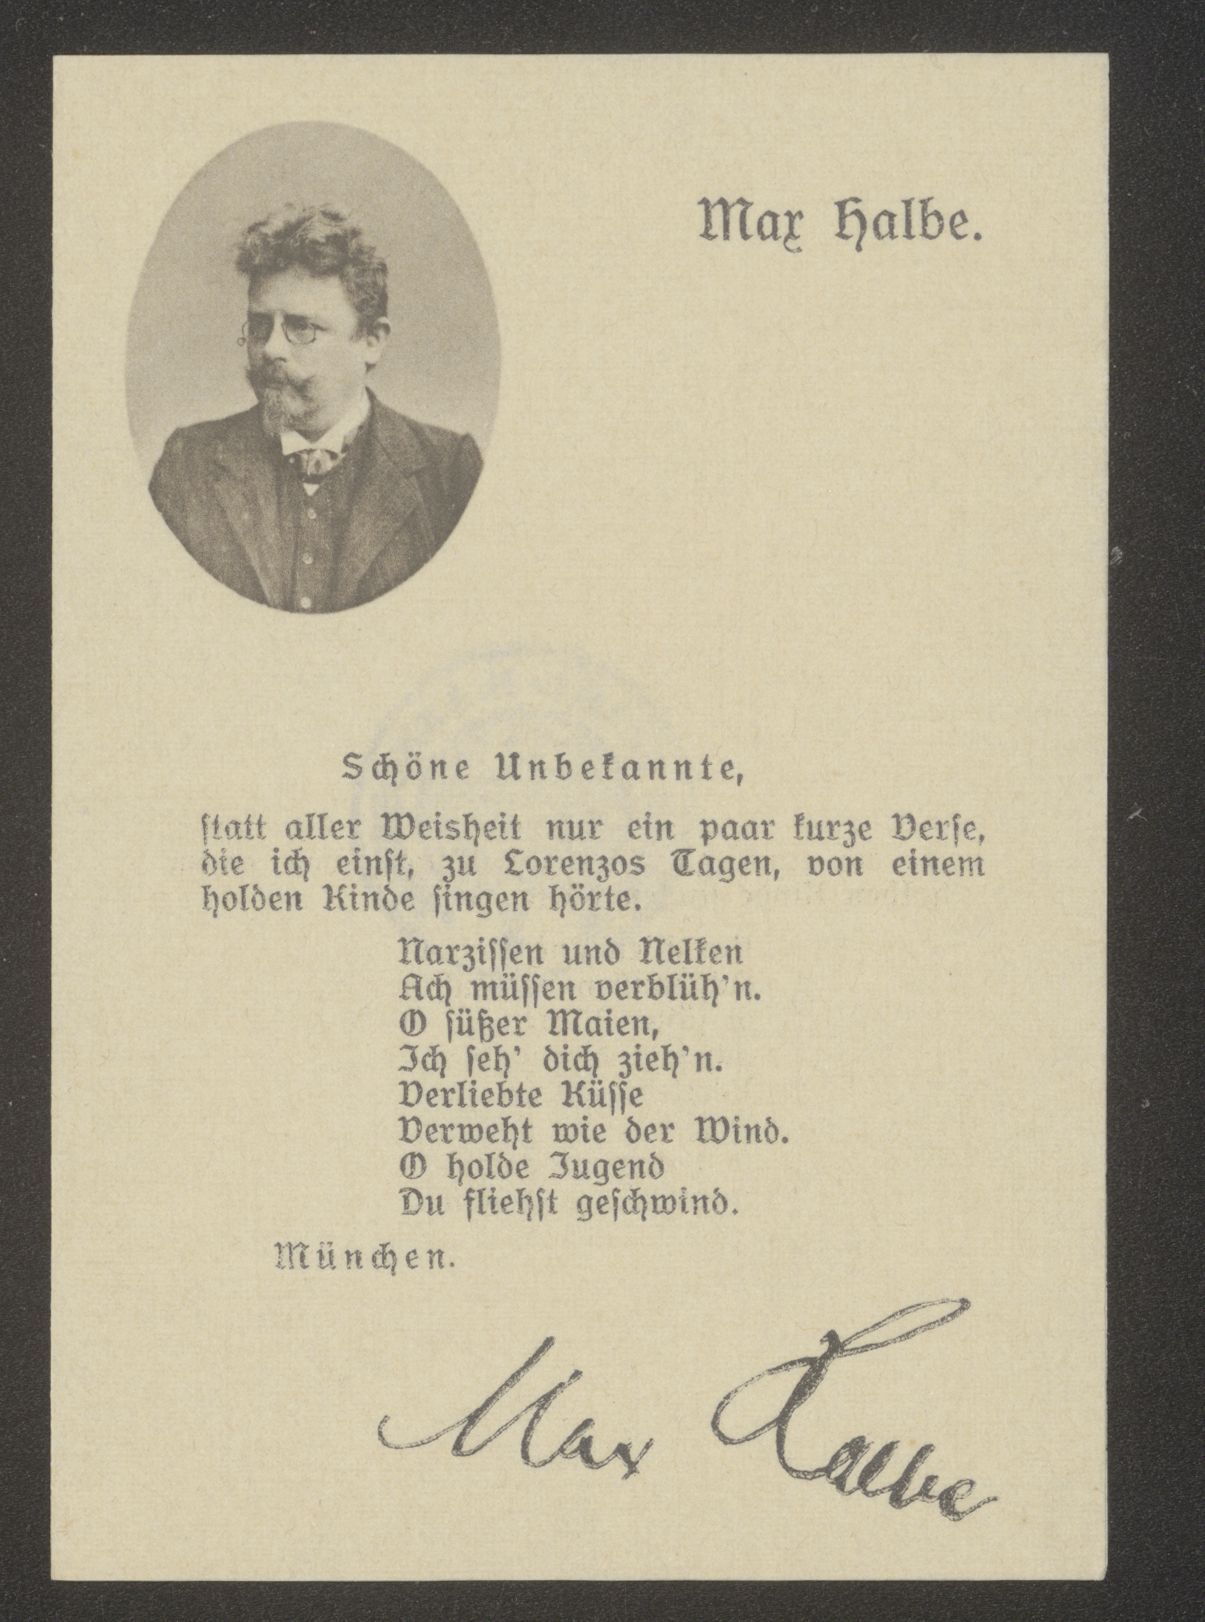 Max Halbe.
Schöne Unbekannte,
ſtatt aller Weisheit nur ein paar kurze Verſe,
die ich einſt, zu Lorenzos Tagen, von einem
holden Kinde ſingen hörte.
Narziſſen und Nelken
Ach müſſen verblüh'n.
O ſüßer Maien,
Ich ſeh' dich zieh'n.
Verliebte Küſſe
Verweht wie der Wind.
O holde Jugend
Du fliehſt geſchwind.
München.
Max Halbe